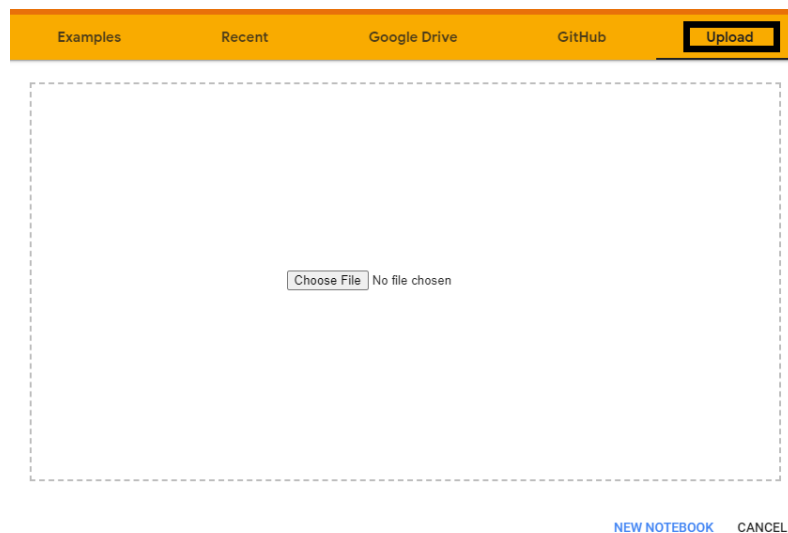 Examples Recent Google Drive GitHub Upload
Choose File No file chosen
NEW NOTEBOOK CANCEL